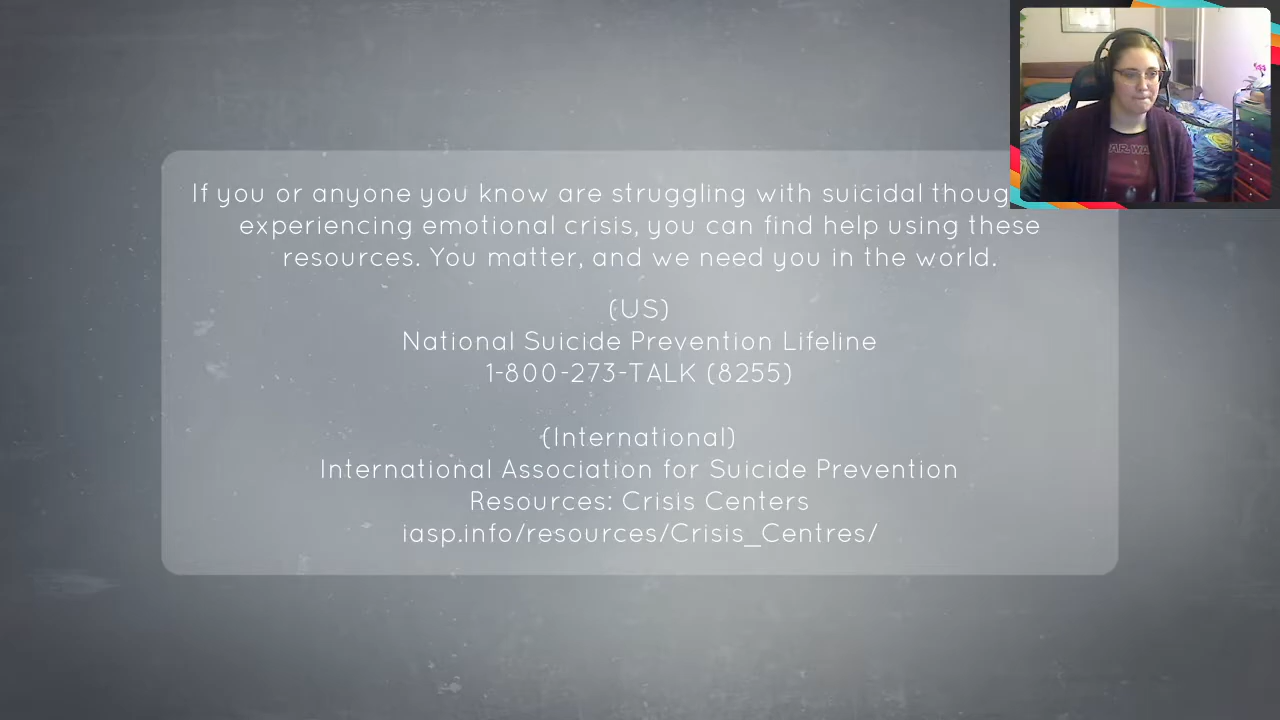 If you or anyone you know are struggling with suicidal
experiencing emotional crisis, you can find help using these
resources. You matter, and we need you in the world.
(US)
National Suicide Prevention Lifeline
1-800-273-TALK (8255)
(International)
International Association for Suicide Prevention
Resources: Crisis Centers
iasp.info/resources/Crisis_Centres/